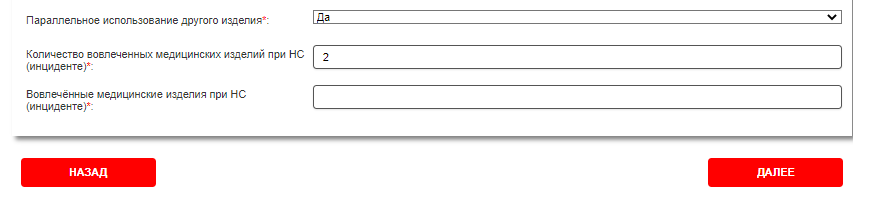 Параллельное использование другого изделия*:
Да
Количество вовлеченных медицинских изделий при НС
(инциденте)*:
2
Вовлечённые медицинские изделия при НС
(инциденте)*:
НАЗАД
ДАЛЕЕ